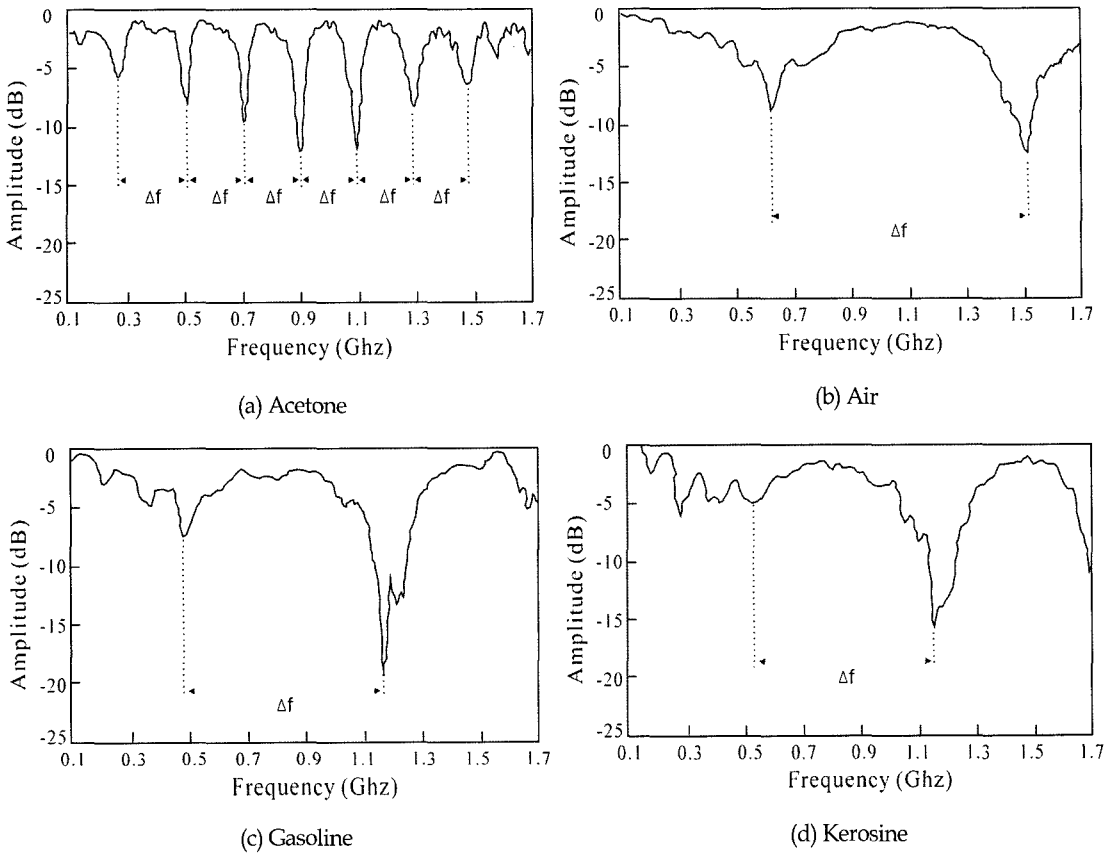 0
-5
-10
-15
-20
-25
Amplitude (dB)
Δf Δf Δf Δf Δf Δf
0.1 0.3 0.5 0.7 0.9 1.1 1.3 1.5 1.7
Frequency (Ghz)
(a) Acetone
0
-5
-10
-15
-20
-25
Amplitude (dB)
Δf
0.1 0.3 0.5 0.7 0.9 1.1 1.3 1.5 1.7
Frequency (Ghz)
(b) Air
0
-5
-10
-15
-20
-25
Amplitude (dB)
Δf
0.1 0.3 0.5 0.7 0.9 1.1 1.3 1.5 1.7
Frequency (Ghz)
(c) Gasoline
0
-5
-10
-15
-20
-25
Amplitude (dB)
Δf
0.1 0.3 0.5 0.7 0.9 1.1 1.3 1.5 1.7
Frequency (Ghz)
(d) Kerosine